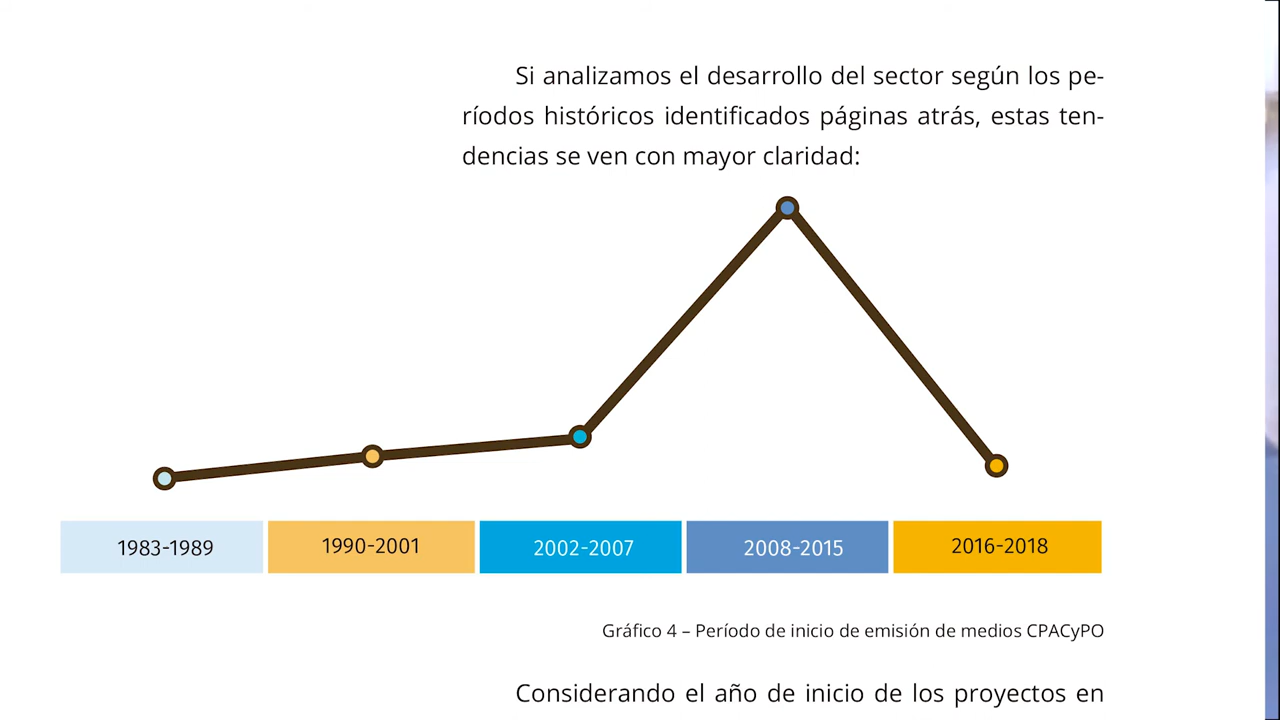 Si analizamos el desarrollo del sector según los pe-
ríodos históricos identificados páginas atrás, estas ten-
dencias se ven con mayor claridad:
1983-1989
1990-2001
2002-2007
2008-2015
2016-2018
Gráfico 4 – Período de inicio de emisión de medios CPACyPO
Considerando el año de inicio de los proyectos en